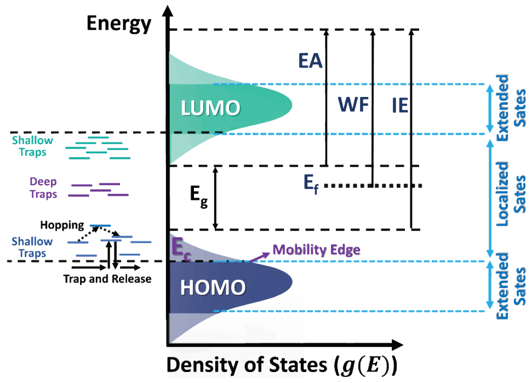 Energy
EA
WF
IE
LUMO
Extended
Sates
Shallow
Traps
Deep
Traps
E_g
E_f
Localized
Sates
Hopping
Shallow
Traps
E_c
Mobility Edge
Trap and Release
HOMO
Extended
Sates
Density of States (g(E))